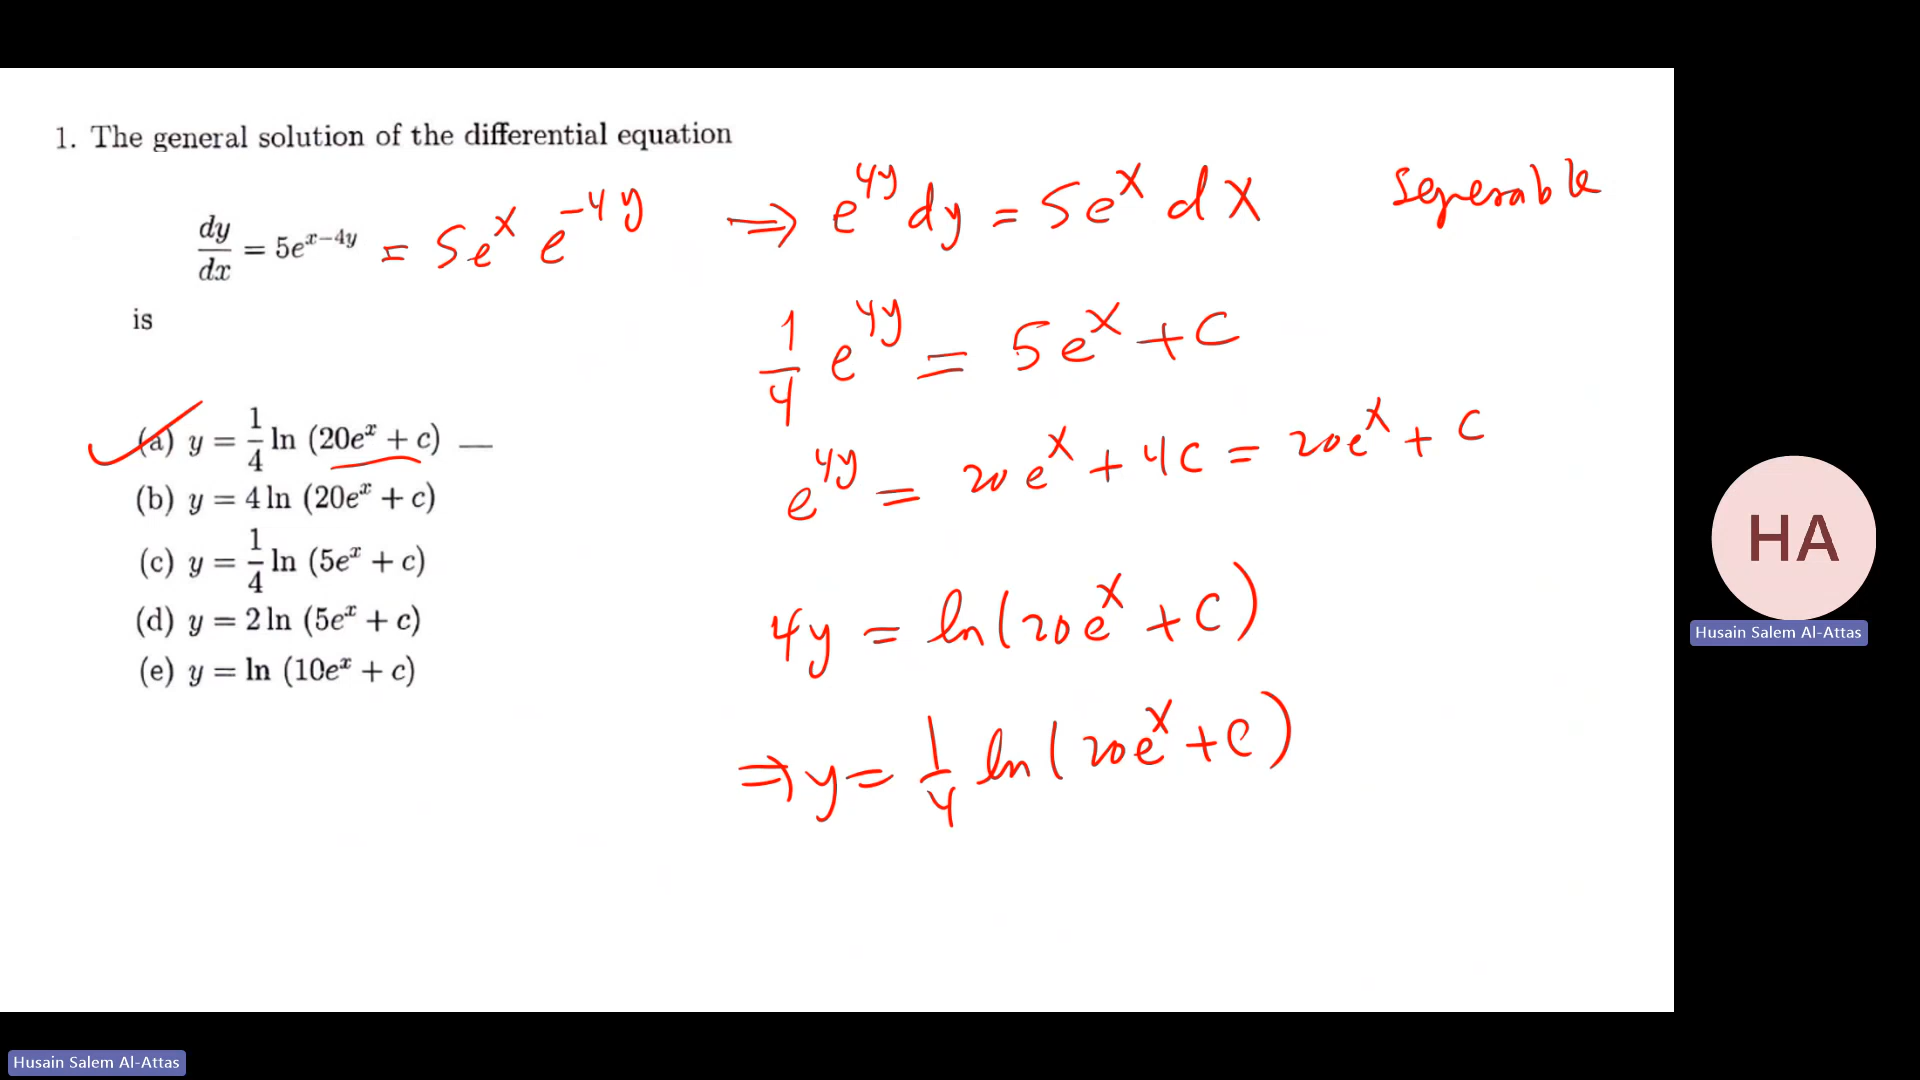 1. The general solution of the differential equation
dy/dx = 5e^{x−4y} = 5e^x e^{−4y} ⇒ e^{4y} dy = 5e^x dx seperable
is
1/4 e^{4y} = 5e^x + C
(a) y = 1/4 ln (20e^x + c) —
e^{4y} = 20e^x + 4C = 20e^x + C
(b) y = 4 ln (20e^x + c)
(c) y = 1/4 ln (5e^x + c)
(d) y = 2 ln (5e^x + c)
4y = ln(20e^x + C)
(e) y = ln (10e^x + c)
⇒ y = 1/4 ln(20e^x + C)
HA
Husain Salem Al-Attas
Husain Salem Al-Attas